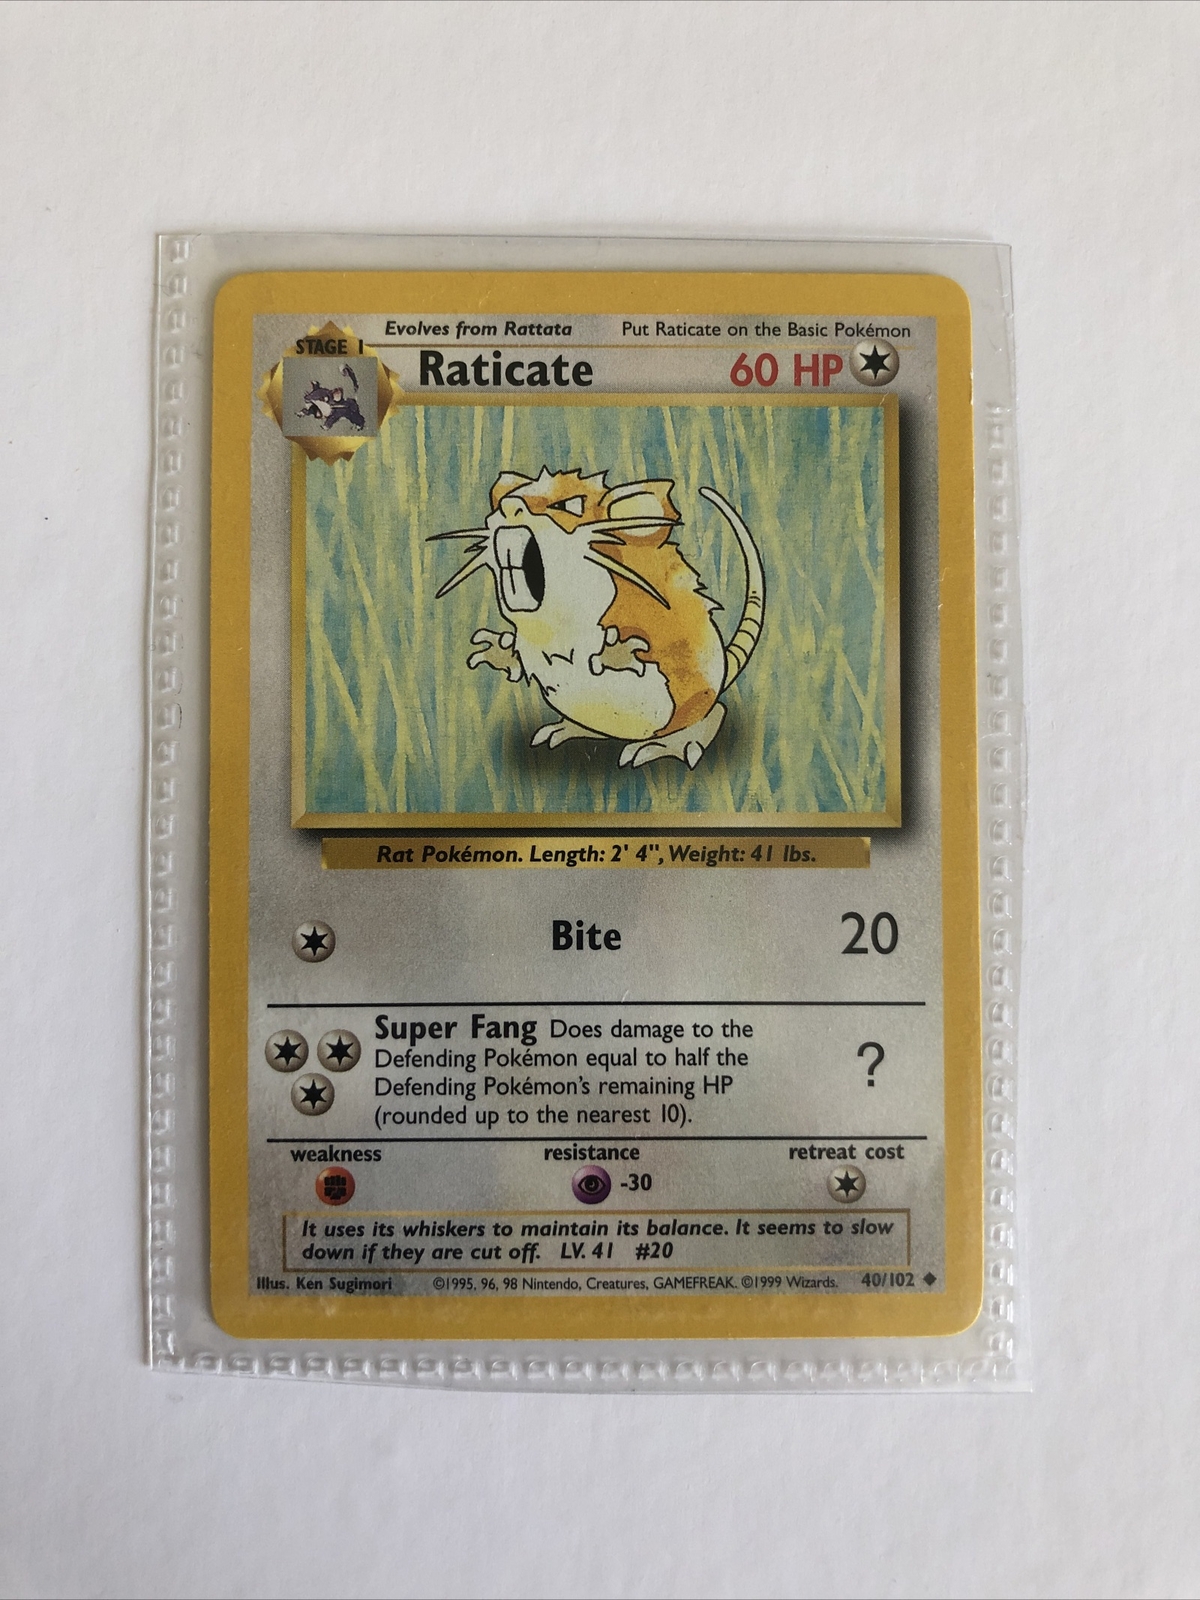 Evolves from Rattata Put Raticate on the Basic Pokémon
STAGE 1
Raticate 60 HP
Rat Pokémon. Length: 2' 4", Weight: 41 lbs.
Bite 20
Super Fang Does damage to the
Defending Pokémon equal to half the
Defending Pokémon's remaining HP
(rounded up to the nearest 10).
?
weakness resistance retreat cost
-30
It uses its whiskers to maintain its balance. It seems to slow
down if they are cut off. LV. 41 #20
Illus. Ken Sugimori ©1995, 96, 98 Nintendo, Creatures, GAMEFREAK. ©1999 Wizards. 40/102